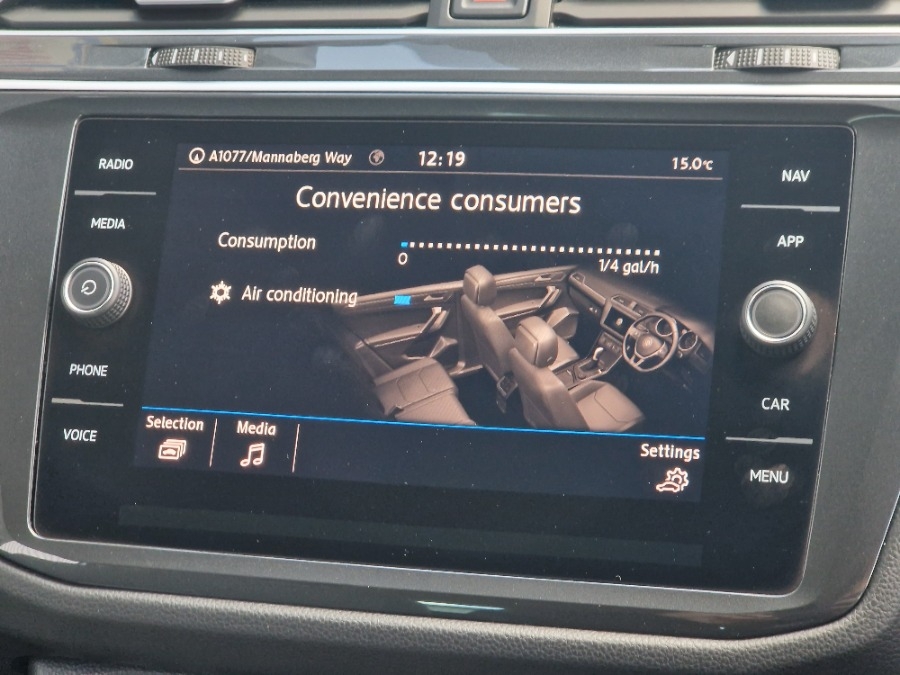 A1077/Mannaberg Way 12:19 15.0°C
RADIO
NAV
Convenience consumers
MEDIA
APP
Consumption
0 1/4 gal/h
Air conditioning
PHONE
CAR
VOICE
Selection Media Settings
MENU